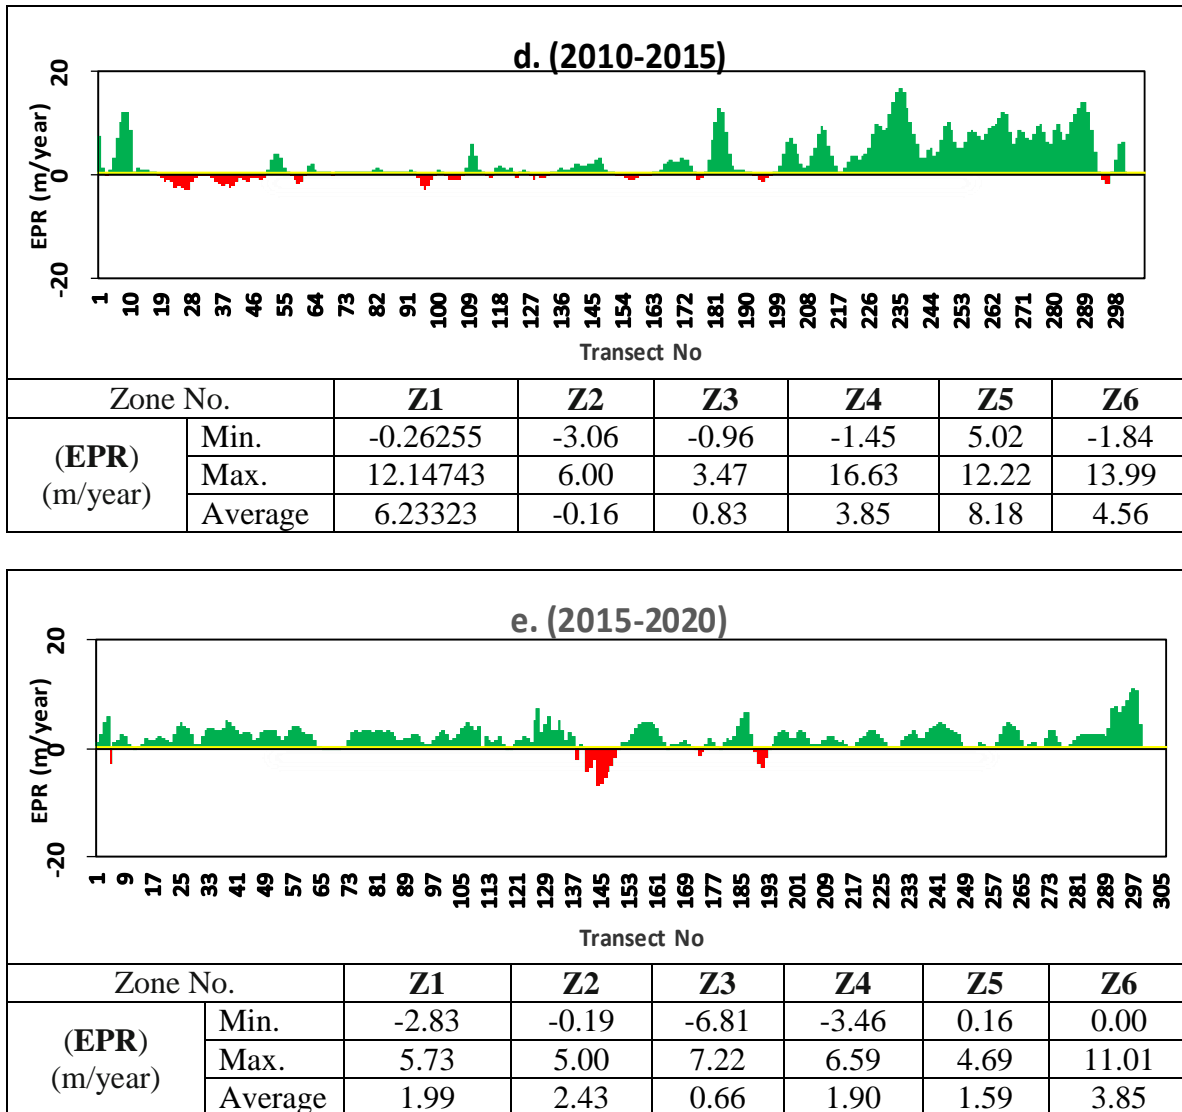 d. (2010-2015)
20
0
-20
EPR (m/year)
1 10 19 28 37 46 55 64 73 82 91 100 109 118 127 136 145 154 163 172 181 190 199 208 217 226 235 244 253 262 271 280 289 298
Transect No
Zone No. Z1 Z2 Z3 Z4 Z5 Z6
(EPR) (m/year)
Min. -0.26255 -3.06 -0.96 -1.45 5.02 -1.84
Max. 12.14743 6.00 3.47 16.63 12.22 13.99
Average 6.23323 -0.16 0.83 3.85 8.18 4.56
e. (2015-2020)
20
0
-20
EPR (m/year)
1 9 17 25 33 41 49 57 65 73 81 89 97 105 113 121 129 137 145 153 161 169 177 185 193 201 209 217 225 233 241 249 257 265 273 281 289 297 305
Transect No
Zone No. Z1 Z2 Z3 Z4 Z5 Z6
(EPR) (m/year)
Min. -2.83 -0.19 -6.81 -3.46 0.16 0.00
Max. 5.73 5.00 7.22 6.59 4.69 11.01
Average 1.99 2.43 0.66 1.90 1.59 3.85